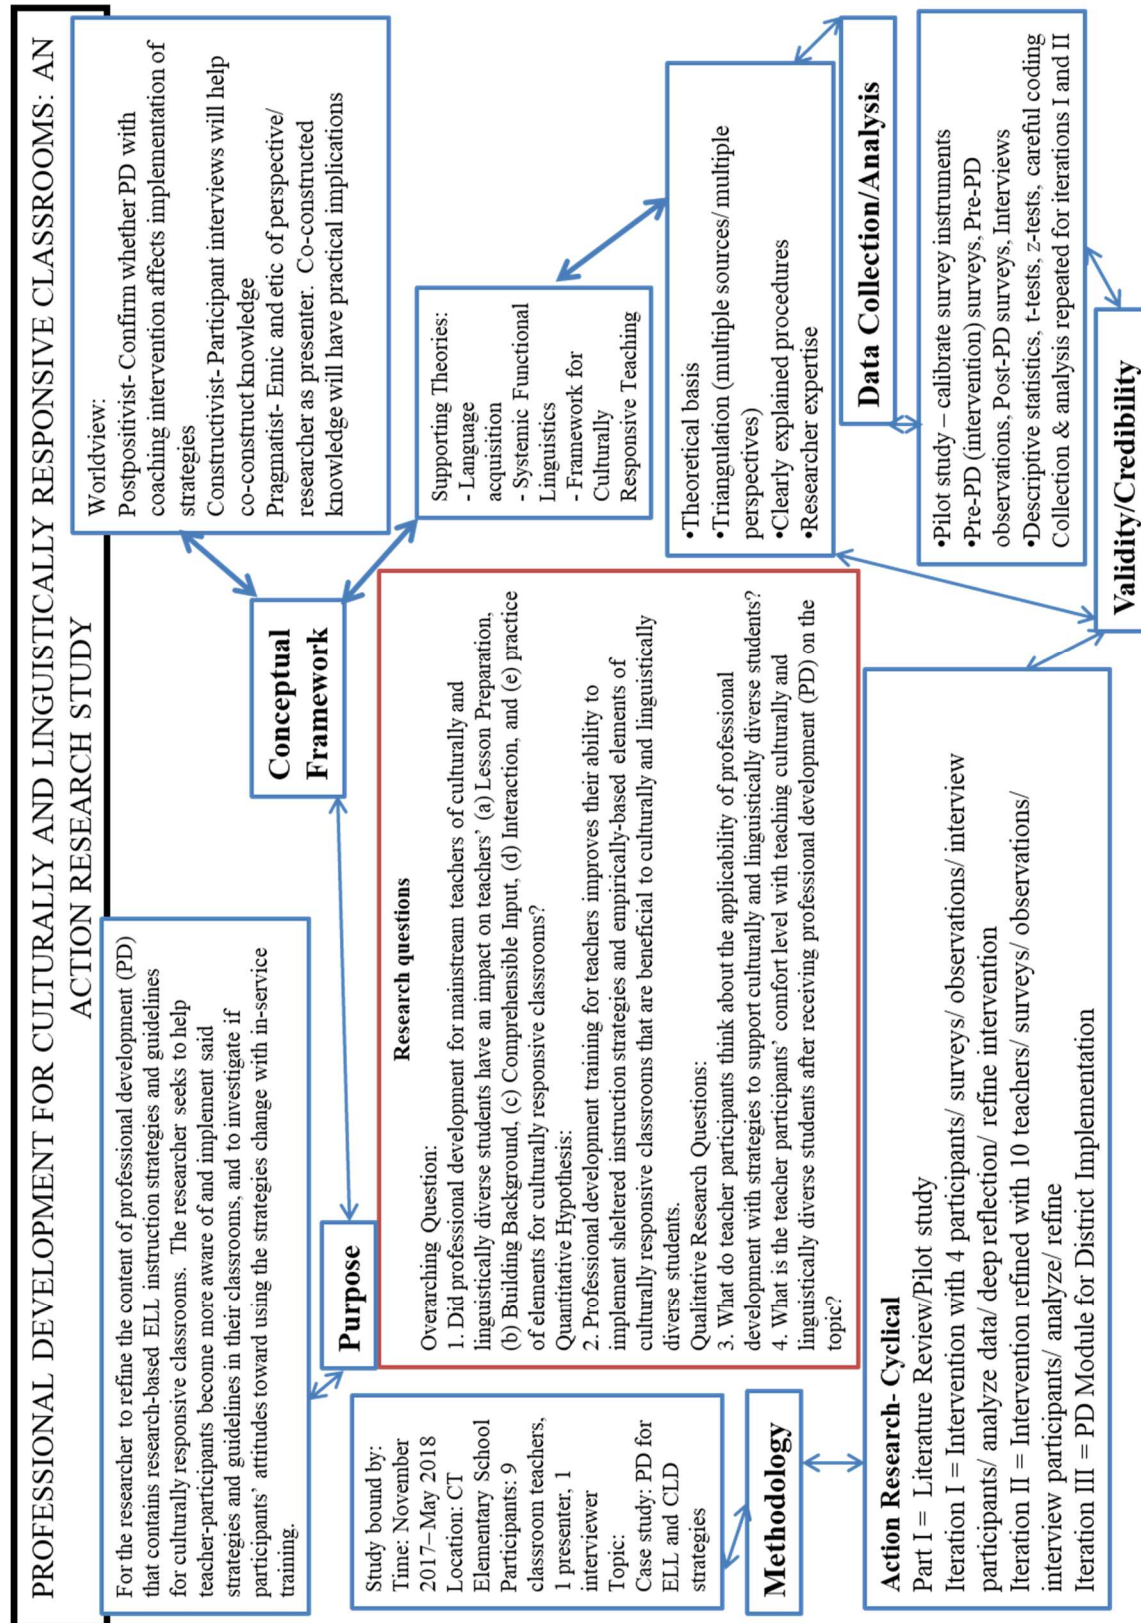 PROFESSIONAL DEVELOPMENT FOR CULTURALLY AND LINGUISTICALLY RESPONSIVE CLASSROOMS: AN
ACTION RESEARCH STUDY
For the researcher to refine the content of professional development (PD)
that contains research-based ELL instruction strategies and guidelines
for culturally responsive classrooms. The researcher seeks to help
teacher-participants become more aware of and implement said
strategies and guidelines in their classrooms, and to investigate if
participants' attitudes toward using the strategies change with in-service
training.
Purpose
Conceptual
Framework
Worldview:
Postpositivist- Confirm whether PD with
coaching intervention affects implementation of
strategies
Constructivist- Participant interviews will help
co-construct knowledge
Pragmatist- Emic and etic of perspective/
researcher as presenter. Co-constructed
knowledge will have practical implications
Supporting Theories:
- Language
acquisition
- Systemic Functional
Linguistics
- Framework for
Culturally
Responsive Teaching
Study bound by:
Time: November
2017–May 2018
Location: CT
Elementary School
Participants: 9
classroom teachers,
1 presenter, 1
interviewer
Topic:
Case study: PD for
ELL and CLD
strategies
Methodology
Research questions
Overarching Question:
1. Did professional development for mainstream teachers of culturally and
linguistically diverse students have an impact on teachers' (a) Lesson Preparation,
(b) Building Background, (c) Comprehensible Input, (d) Interaction, and (e) practice
of elements for culturally responsive classrooms?
Quantitative Hypothesis:
2. Professional development training for teachers improves their ability to
implement sheltered instruction strategies and empirically-based elements of
culturally responsive classrooms that are beneficial to culturally and linguistically
diverse students.
Qualitative Research Questions:
3. What do teacher participants think about the applicability of professional
development with strategies to support culturally and linguistically diverse students?
4. What is the teacher participants' comfort level with teaching culturally and
linguistically diverse students after receiving professional development (PD) on the
topic?
•Theoretical basis
•Triangulation (multiple sources/ multiple
perspectives)
•Clearly explained procedures
•Researcher expertise
Data Collection/Analysis
•Pilot study – calibrate survey instruments
•Pre-PD (intervention) surveys, Pre-PD
observations, Post-PD surveys, Interviews
•Descriptive statistics, t-tests, z-tests, careful coding
Collection & analysis repeated for iterations I and II
Validity/Credibility
Action Research- Cyclical
Part I = Literature Review/Pilot study
Iteration I = Intervention with 4 participants/ surveys/ observations/ interview
participants/ analyze data/ deep reflection/ refine intervention
Iteration II = Intervention refined with 10 teachers/ surveys/ observations/
interview participants/ analyze/ refine
Iteration III = PD Module for District Implementation